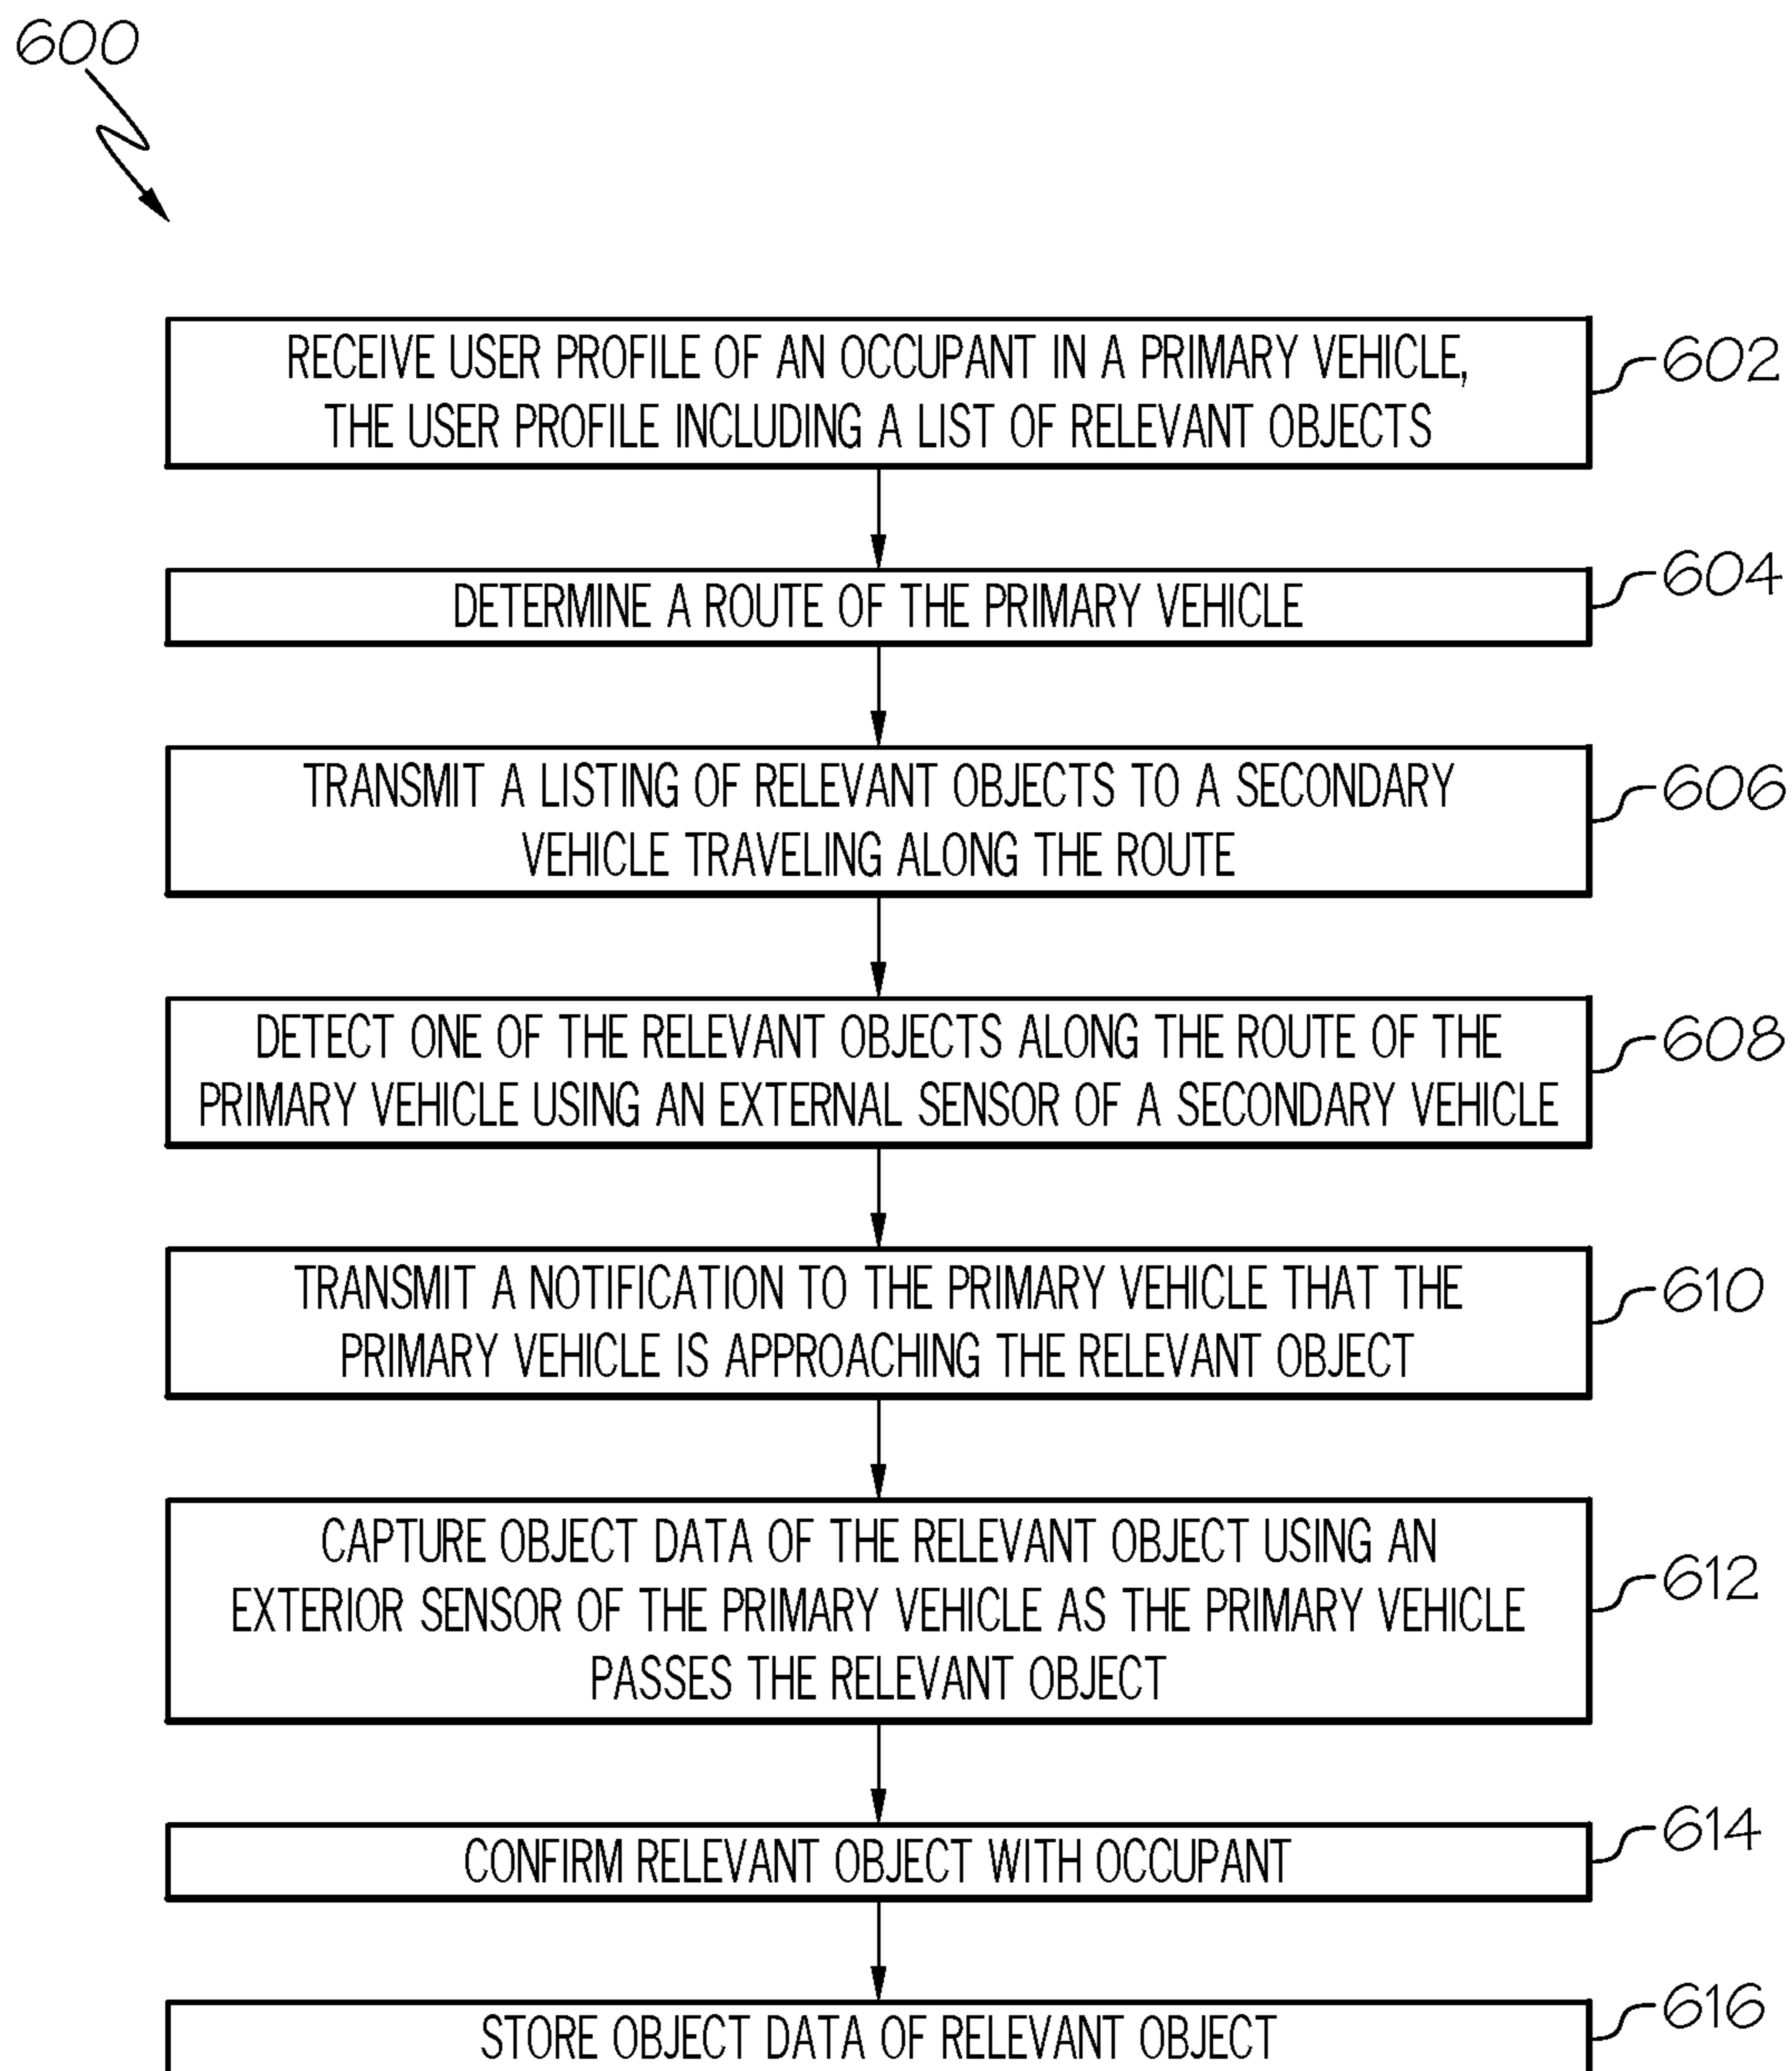 600
RECEIVE USER PROFILE OF AN OCCUPANT IN A PRIMARY VEHICLE,
THE USER PROFILE INCLUDING A LIST OF RELEVANT OBJECTS
602
DETERMINE A ROUTE OF THE PRIMARY VEHICLE
604
TRANSMIT A LISTING OF RELEVANT OBJECTS TO A SECONDARY
VEHICLE TRAVELING ALONG THE ROUTE
606
DETECT ONE OF THE RELEVANT OBJECTS ALONG THE ROUTE OF THE
PRIMARY VEHICLE USING AN EXTERNAL SENSOR OF A SECONDARY VEHICLE
608
TRANSMIT A NOTIFICATION TO THE PRIMARY VEHICLE THAT THE
PRIMARY VEHICLE IS APPROACHING THE RELEVANT OBJECT
610
CAPTURE OBJECT DATA OF THE RELEVANT OBJECT USING AN
EXTERIOR SENSOR OF THE PRIMARY VEHICLE AS THE PRIMARY VEHICLE
PASSES THE RELEVANT OBJECT
612
CONFIRM RELEVANT OBJECT WITH OCCUPANT
614
STORE OBJECT DATA OF RELEVANT OBJECT
616